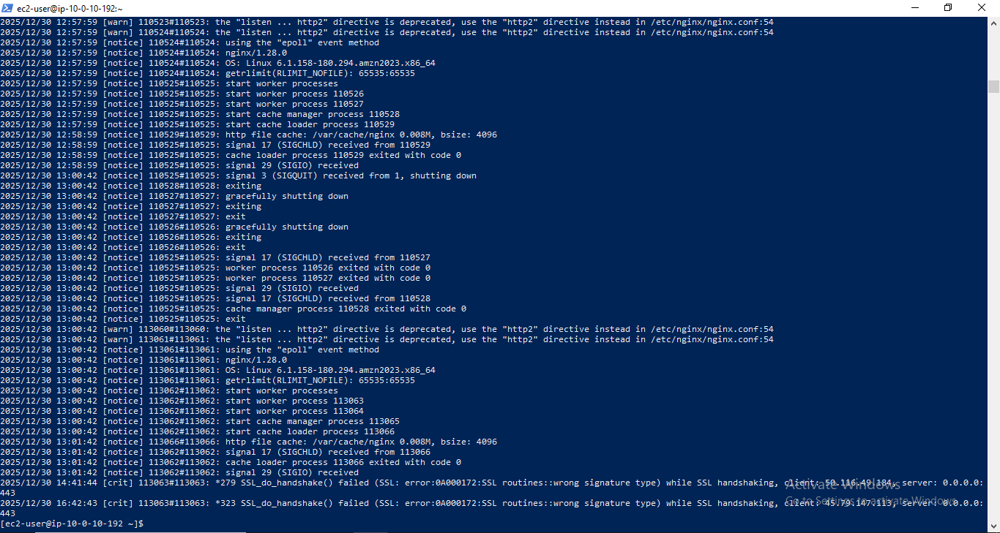 ec2-user@ip-10-0-10-192:~
2025/12/30 12:57:59 [warn] 110523#110523: the "listen ... http2" directive is deprecated, use the "http2" directive instead in /etc/nginx/nginx.conf:54
2025/12/30 12:57:59 [warn] 110524#110524: the "listen ... http2" directive is deprecated, use the "http2" directive instead in /etc/nginx/nginx.conf:54
2025/12/30 12:57:59 [notice] 110524#110524: using the "epoll" event method
2025/12/30 12:57:59 [notice] 110524#110524: nginx/1.28.0
2025/12/30 12:57:59 [notice] 110524#110524: OS: Linux 6.1.158-180.294.amzn2023.x86_64
2025/12/30 12:57:59 [notice] 110524#110524: getrlimit(RLIMIT_NOFILE): 65535:65535
2025/12/30 12:57:59 [notice] 110525#110525: start worker processes
2025/12/30 12:57:59 [notice] 110525#110525: start worker process 110526
2025/12/30 12:57:59 [notice] 110525#110525: start worker process 110527
2025/12/30 12:57:59 [notice] 110525#110525: start cache manager process 110528
2025/12/30 12:57:59 [notice] 110525#110525: start cache loader process 110529
2025/12/30 12:58:59 [notice] 110529#110529: http file cache: /var/cache/nginx 0.008M, bsize: 4096
2025/12/30 12:58:59 [notice] 110525#110525: signal 17 (SIGCHLD) received from 110529
2025/12/30 12:58:59 [notice] 110525#110525: cache loader process 110529 exited with code 0
2025/12/30 12:58:59 [notice] 110525#110525: signal 29 (SIGIO) received
2025/12/30 13:00:42 [notice] 110525#110525: signal 3 (SIGQUIT) received from 1, shutting down
2025/12/30 13:00:42 [notice] 110528#110528: exiting
2025/12/30 13:00:42 [notice] 110527#110527: gracefully shutting down
2025/12/30 13:00:42 [notice] 110527#110527: exiting
2025/12/30 13:00:42 [notice] 110527#110527: exit
2025/12/30 13:00:42 [notice] 110526#110526: gracefully shutting down
2025/12/30 13:00:42 [notice] 110526#110526: exiting
2025/12/30 13:00:42 [notice] 110526#110526: exit
2025/12/30 13:00:42 [notice] 110525#110525: signal 17 (SIGCHLD) received from 110527
2025/12/30 13:00:42 [notice] 110525#110525: worker process 110526 exited with code 0
2025/12/30 13:00:42 [notice] 110525#110525: worker process 110527 exited with code 0
2025/12/30 13:00:42 [notice] 110525#110525: signal 29 (SIGIO) received
2025/12/30 13:00:42 [notice] 110525#110525: signal 17 (SIGCHLD) received from 110528
2025/12/30 13:00:42 [notice] 110525#110525: cache manager process 110528 exited with code 0
2025/12/30 13:00:42 [notice] 110525#110525: exit
2025/12/30 13:00:42 [warn] 113060#113060: the "listen ... http2" directive is deprecated, use the "http2" directive instead in /etc/nginx/nginx.conf:54
2025/12/30 13:00:42 [warn] 113061#113061: the "listen ... http2" directive is deprecated, use the "http2" directive instead in /etc/nginx/nginx.conf:54
2025/12/30 13:00:42 [notice] 113061#113061: using the "epoll" event method
2025/12/30 13:00:42 [notice] 113061#113061: nginx/1.28.0
2025/12/30 13:00:42 [notice] 113061#113061: OS: Linux 6.1.158-180.294.amzn2023.x86_64
2025/12/30 13:00:42 [notice] 113061#113061: getrlimit(RLIMIT_NOFILE): 65535:65535
2025/12/30 13:00:42 [notice] 113062#113062: start worker processes
2025/12/30 13:00:42 [notice] 113062#113062: start worker process 113063
2025/12/30 13:00:42 [notice] 113062#113062: start worker process 113064
2025/12/30 13:00:42 [notice] 113062#113062: start cache manager process 113065
2025/12/30 13:00:42 [notice] 113062#113062: start cache loader process 113066
2025/12/30 13:01:42 [notice] 113066#113066: http file cache: /var/cache/nginx 0.008M, bsize: 4096
2025/12/30 13:01:42 [notice] 113062#113062: signal 17 (SIGCHLD) received from 113066
2025/12/30 13:01:42 [notice] 113062#113062: cache loader process 113066 exited with code 0
2025/12/30 13:01:42 [notice] 113062#113062: signal 29 (SIGIO) received
2025/12/30 14:41:44 [crit] 113063#113063: *279 SSL_do_handshake() failed (SSL: error:0A000172:SSL routines::wrong signature type) while SSL handshaking, client: 50.116.49.184, server: 0.0.0.0:
443
2025/12/30 16:42:43 [crit] 113063#113063: *323 SSL_do_handshake() failed (SSL: error:0A000172:SSL routines::wrong signature type) while SSL handshaking, client: 45.79.147.113, server: 0.0.0.0:
443
[ec2-user@ip-10-0-10-192 ~]$
Activate Windows
Go to Settings to activate Windows.